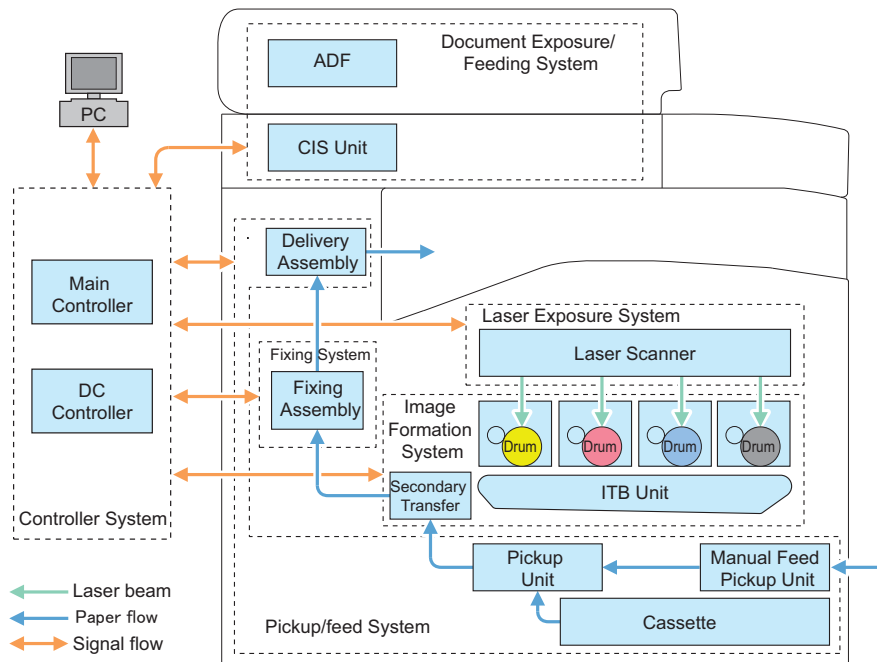 ADF
Document Exposure/
Feeding System
PC
CIS Unit
Delivery
Assembly
Main
Controller
Laser Exposure System
Laser Scanner
Fixing System
DC
Controller
Fixing
Assembly
Image
Formation
System
Drum
Drum
Drum
Drum
Secondary
Transfer
ITB Unit
Controller System
Pickup
Unit
Manual Feed
Pickup Unit
Laser beam
Paper flow
Signal flow
Pickup/feed System
Cassette